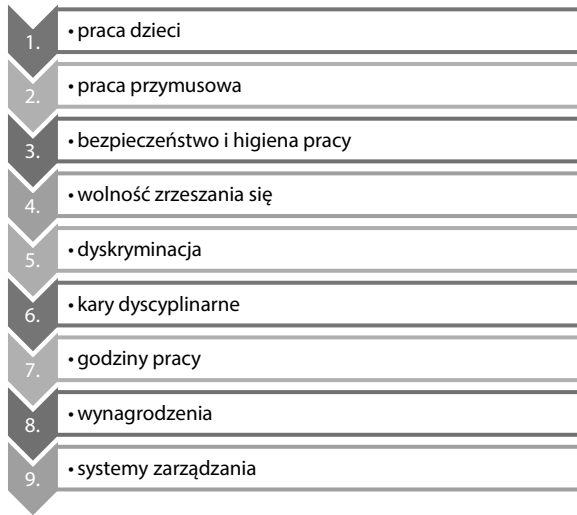 1. • praca dzieci
2. • praca przymusowa
3. • bezpieczeństwo i higiena pracy
4. • wolność zrzeszania się
5. • dyskryminacja
6. • kary dyscyplinarne
7. • godziny pracy
8. • wynagrodzenia
9. • systemy zarządzania